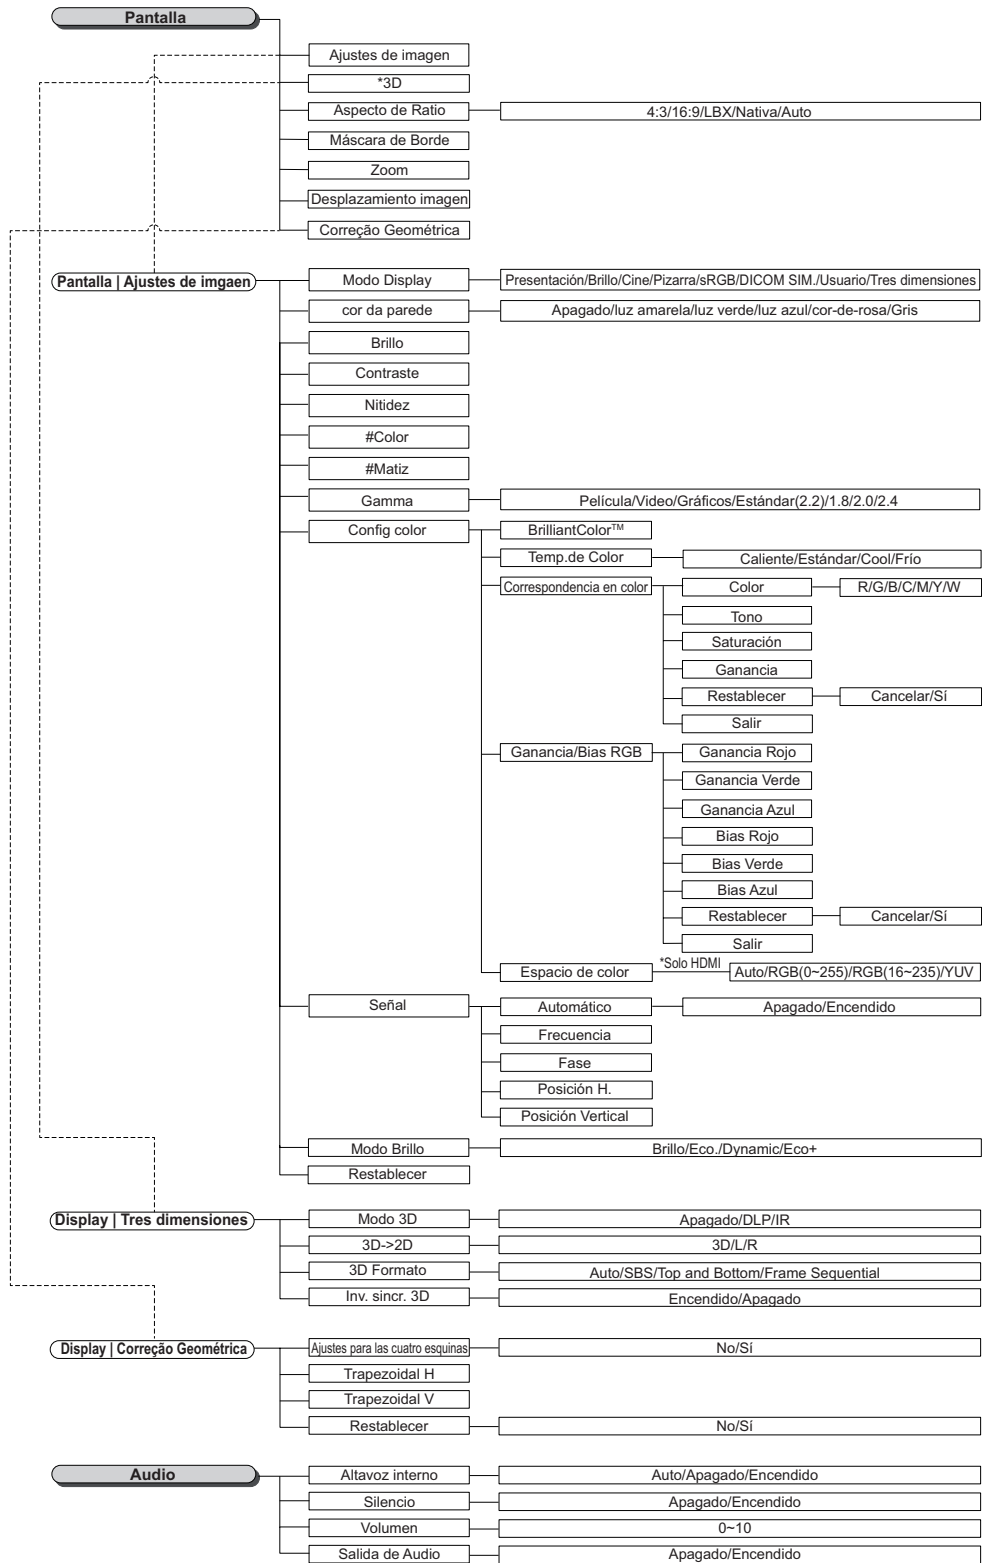 Pantalla
Ajustes de imagen
*3D
Aspecto de Ratio
4:3/16:9/LBX/Nativa/Auto
Máscara de Borde
Zoom
Desplazamiento imagen
Correção Geométrica
Pantalla | Ajustes de imgaen
Modo Display
Presentación/Brillo/Cine/Pizarra/sRGB/DICOM SIM./Usuario/Tres dimensiones
cor da parede
Apagado/luz amarela/luz verde/luz azul/cor-de-rosa/Gris
Brillo
Contraste
Nitidez
#Color
#Matiz
Gamma
Película/Video/Gráficos/Estándar(2.2)/1.8/2.0/2.4
Config color
BrilliantColor™
Temp.de Color
Caliente/Estándar/Cool/Frío
Correspondencia en color
Color
R/G/B/C/M/Y/W
Tono
Saturación
Ganancia
Restablecer
Cancelar/Sí
Salir
Ganancia/Bias RGB
Ganancia Rojo
Ganancia Verde
Ganancia Azul
Bias Rojo
Bias Verde
Bias Azul
Restablecer
Cancelar/Sí
Salir
Espacio de color
*Solo HDMI
Auto/RGB(0~255)/RGB(16~235)/YUV
Señal
Automático
Apagado/Encendido
Frecuencia
Fase
Posición H.
Posición Vertical
Modo Brillo
Brillo/Eco./Dynamic/Eco+
Restablecer
Display | Tres dimensiones
Modo 3D
Apagado/DLP/IR
3D->2D
3D/L/R
3D Formato
Auto/SBS/Top and Bottom/Frame Sequential
Inv. sincr. 3D
Encendido/Apagado
Display | Correção Geométrica
Ajustes para las cuatro esquinas
No/Sí
Trapezoidal H
Trapezoidal V
Restablecer
No/Sí
Audio
Altavoz interno
Auto/Apagado/Encendido
Silencio
Apagado/Encendido
Volumen
0~10
Salida de Audio
Apagado/Encendido